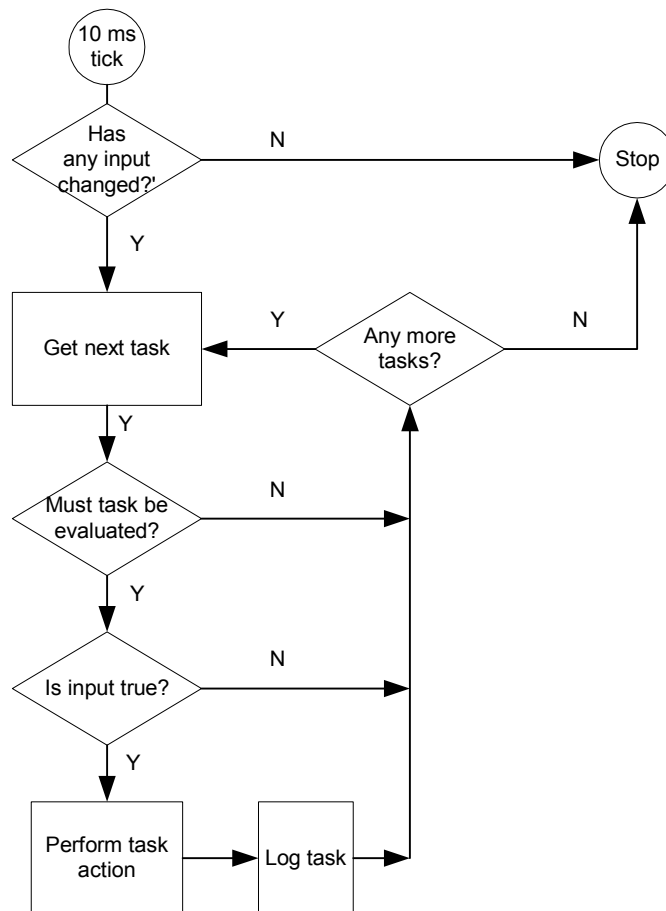 10 ms
tick
Has
any input
changed?'
N
Stop
Y
Get next task
Y
Any more
tasks?
N
Y
Must task be
evaluated?
N
Y
Is input true?
N
Y
Perform task
action
Log task